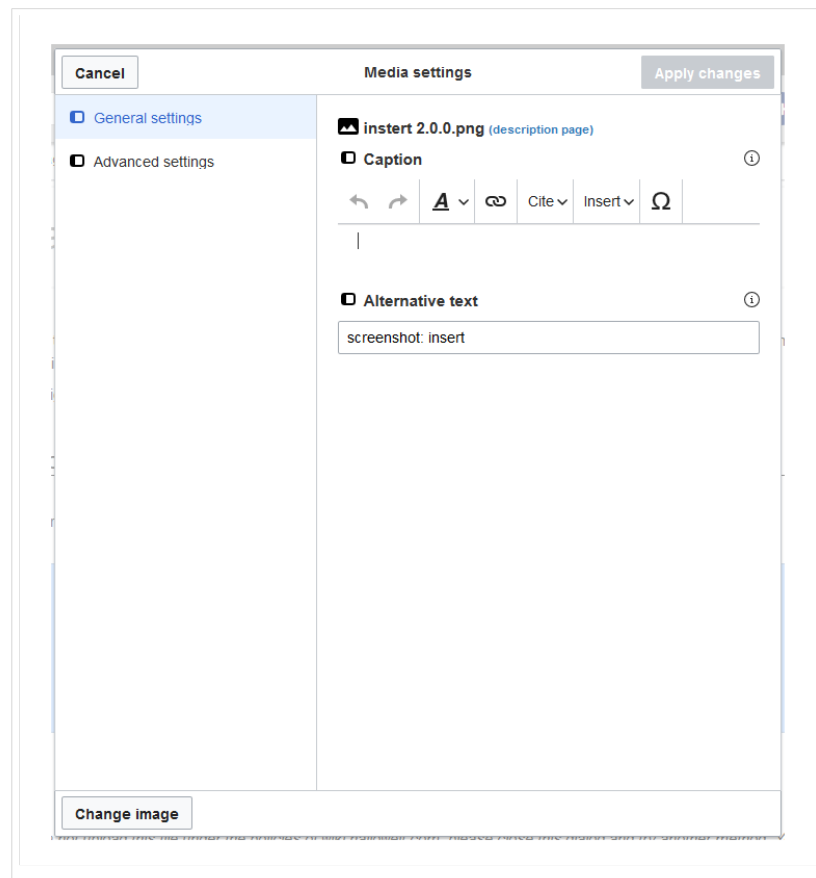 Cancel
Media settings
Apply changes
General settings
Advanced settings
instert 2.0.0.png (description page)
Caption
A
Cite
Insert
Ω
Alternative text
screenshot: insert
Change image